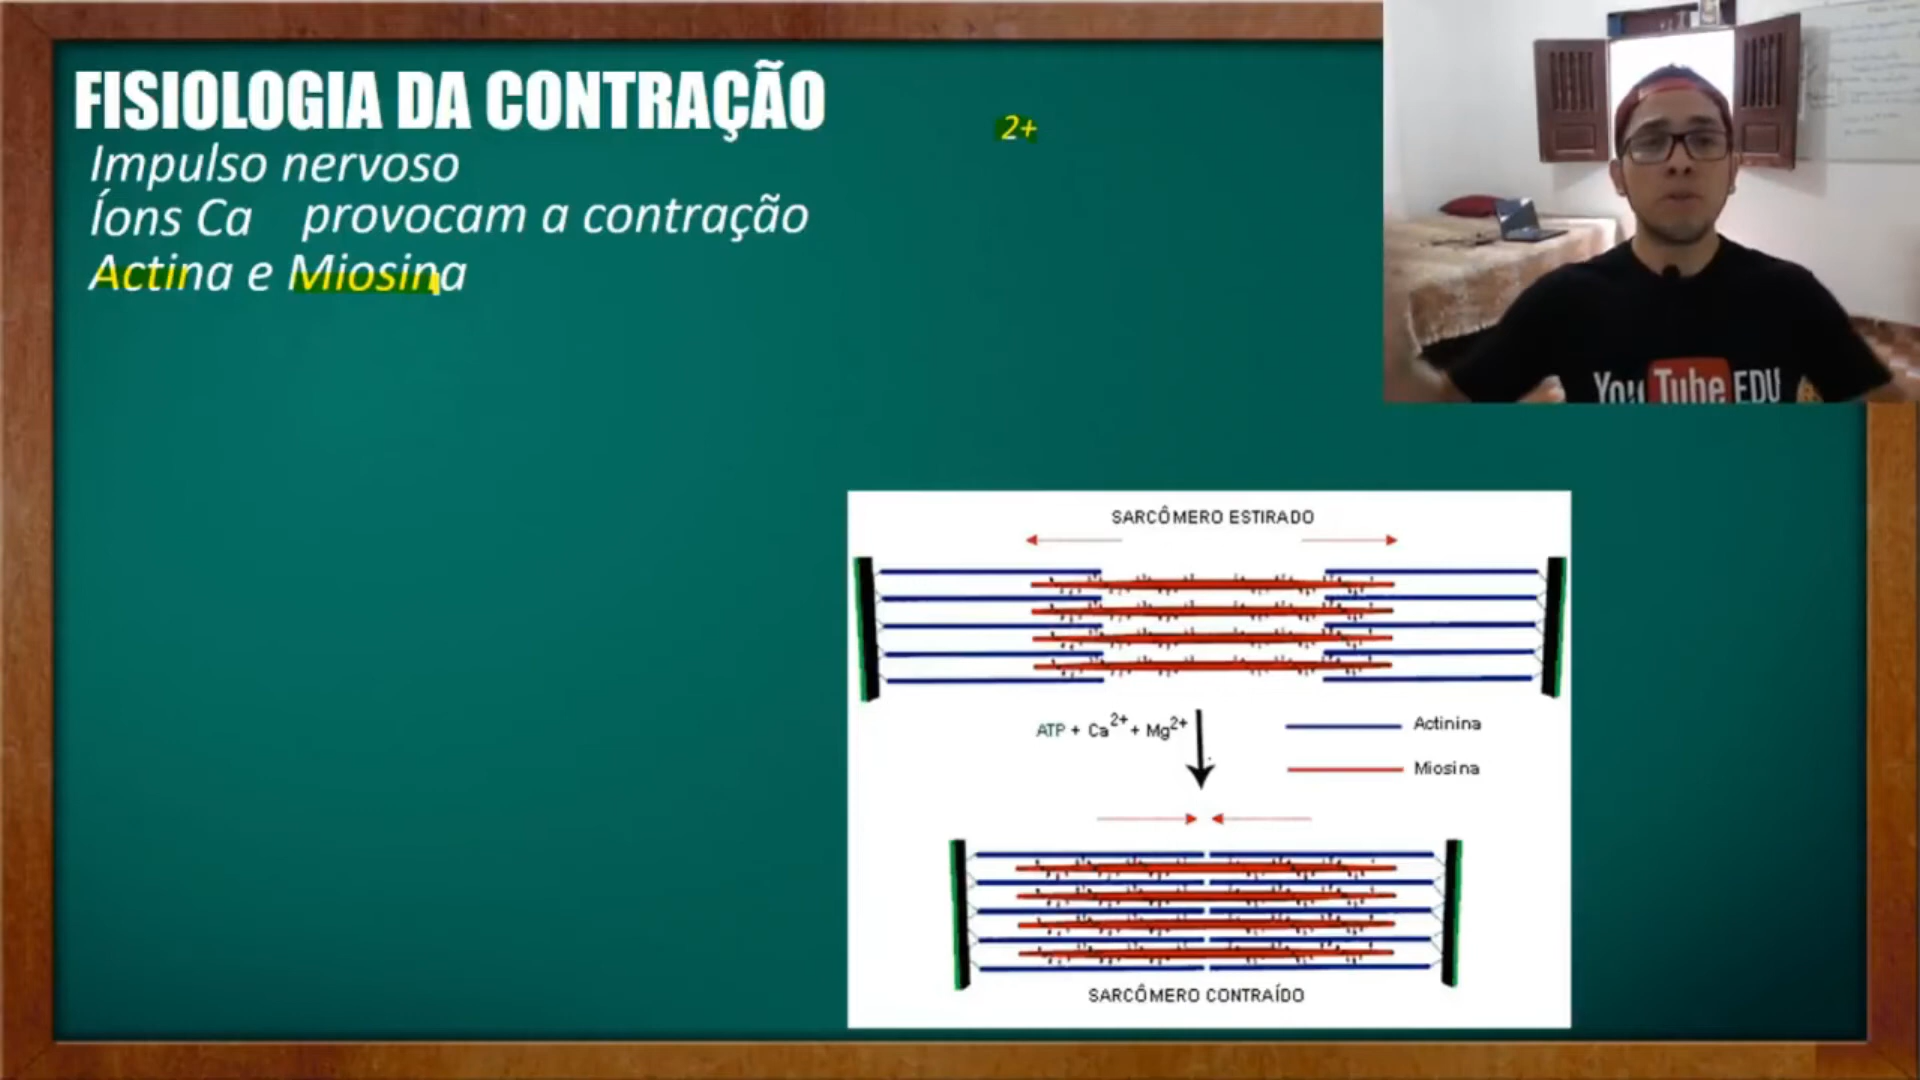 FISIOLOGIA DA CONTRAÇÃO
2+
Impulso nervoso
Íons Ca provocam a contração
Actina e Miosina
You Tube EDU
SARCÔMERO ESTIRADO
ATP + Ca2+ + Mg2+
Actinina
Miosina
SARCÔMERO CONTRAÍDO